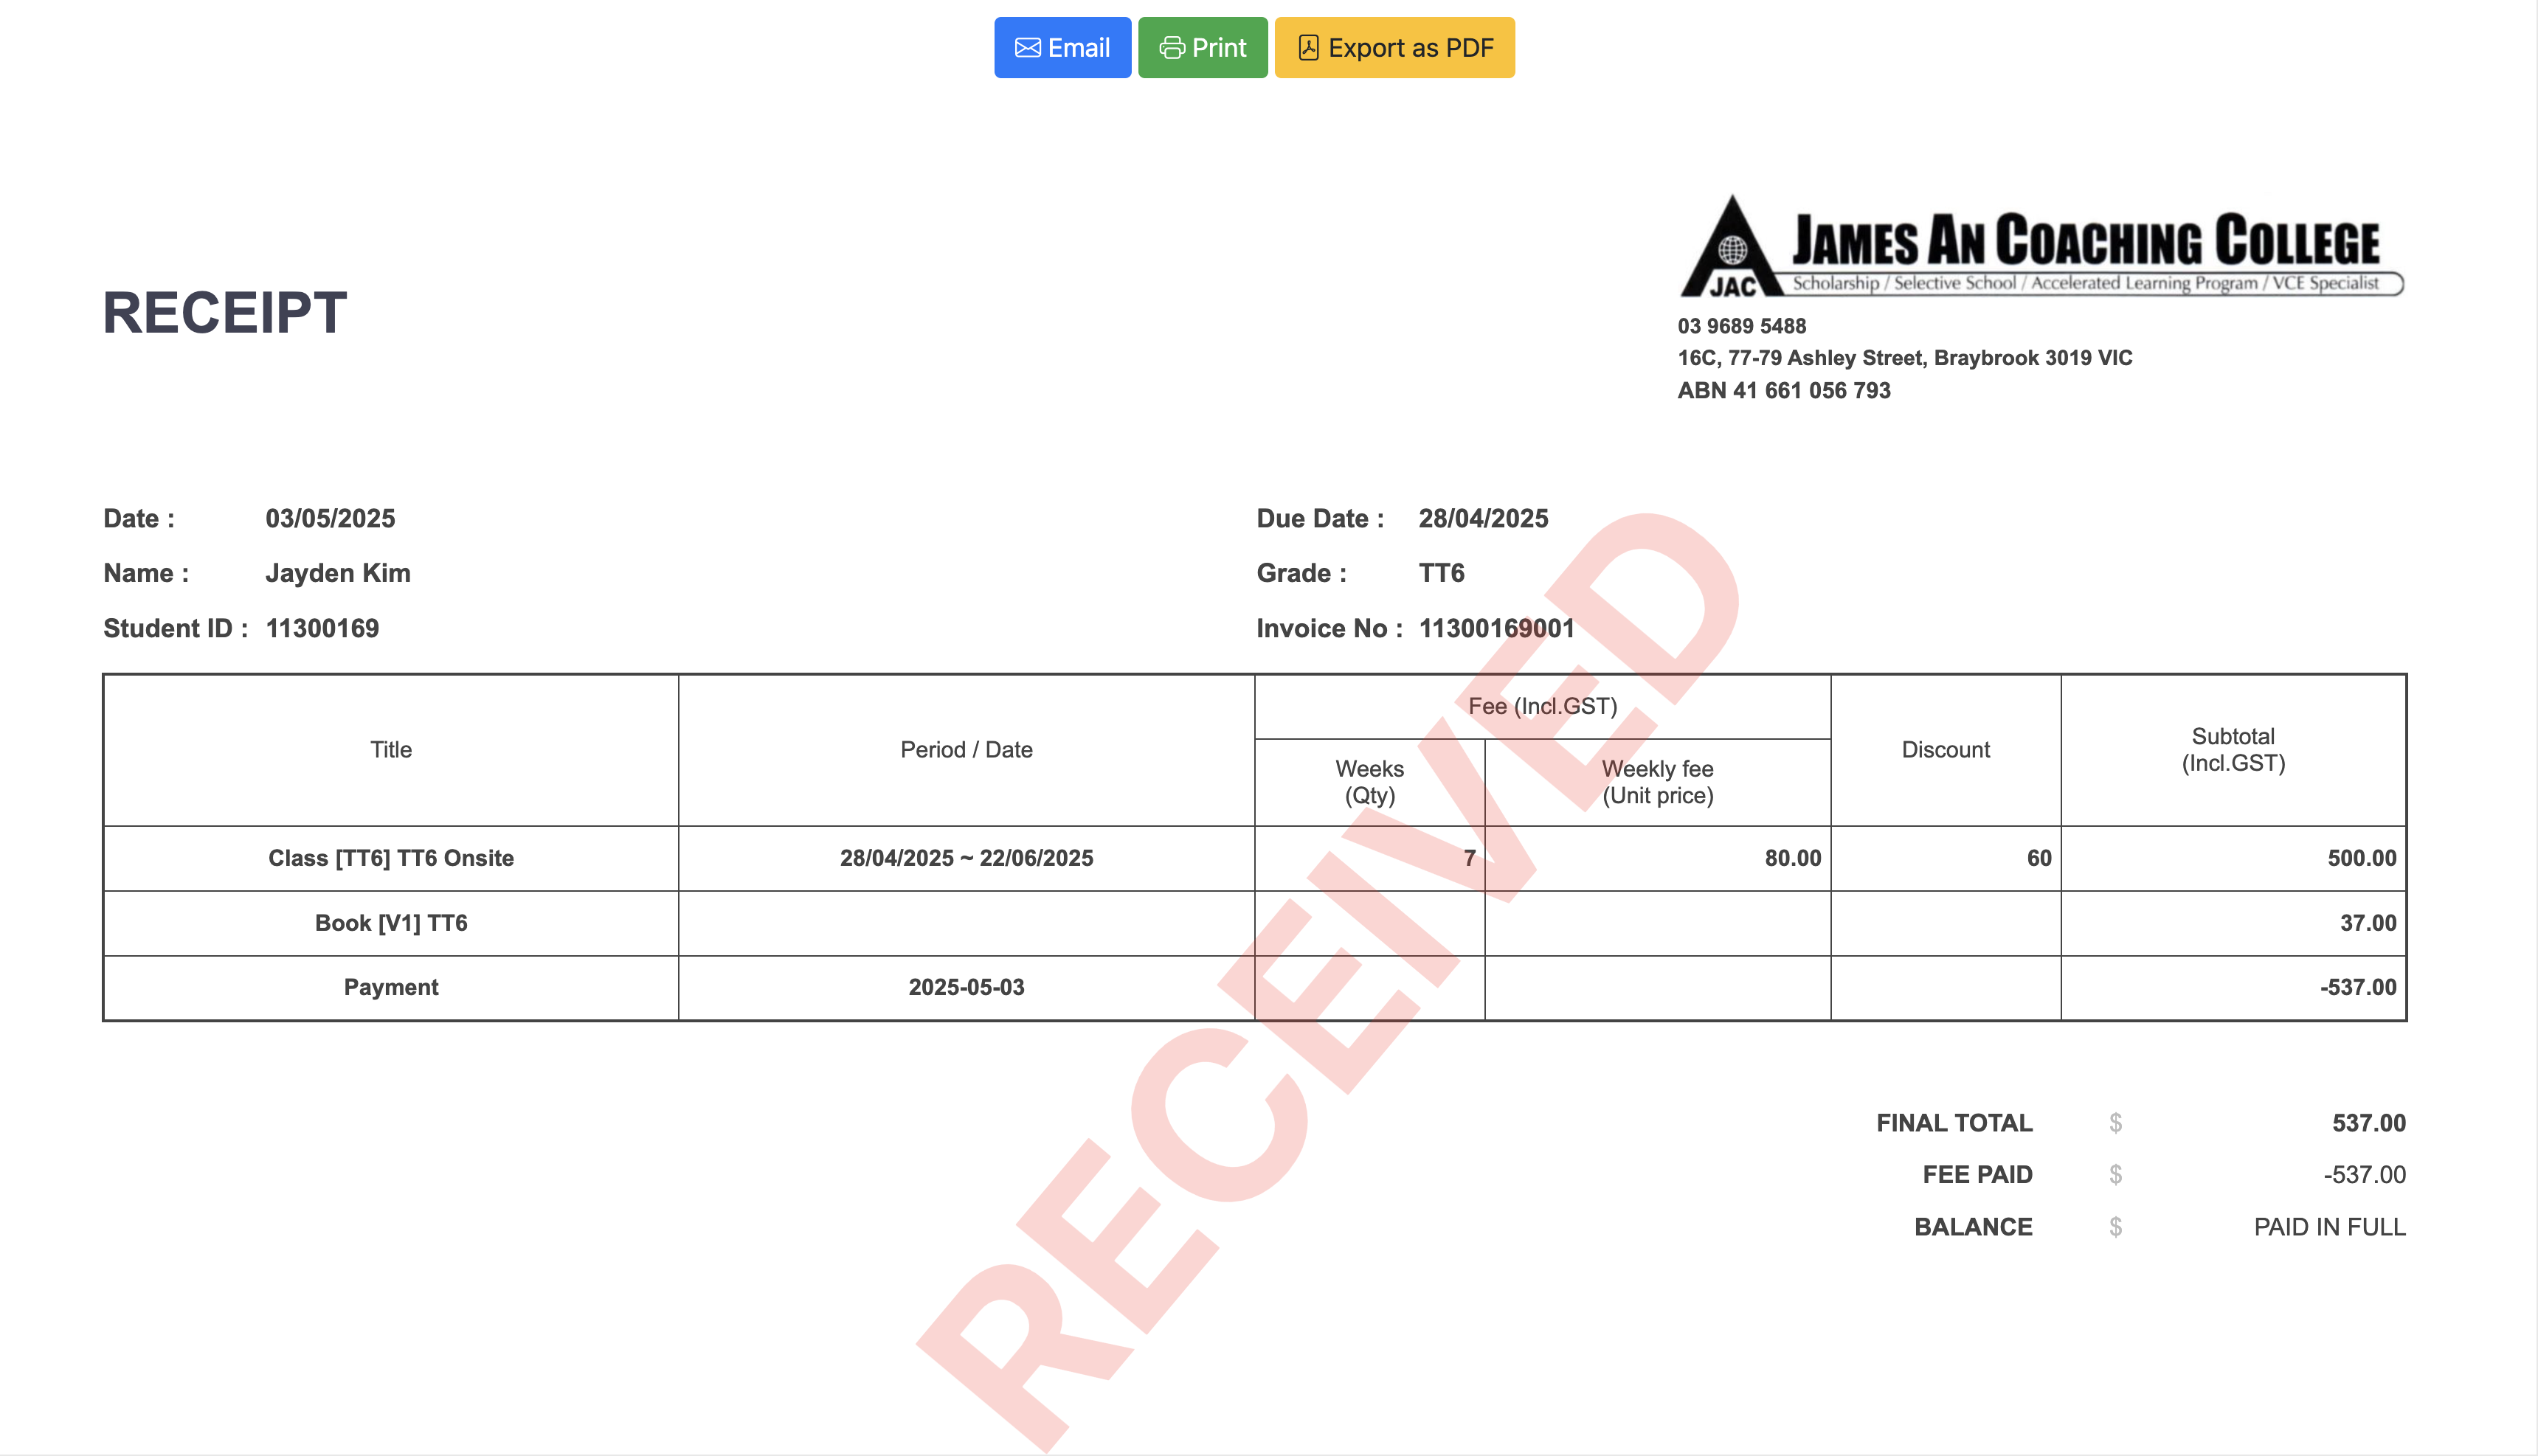 Email Print Export as PDF
JAMES AN COACHING COLLEGE
JAC Scholarship / Selective School / Accelerated Learning Program / VCE Specialist
RECEIPT
03 9689 5488
16C, 77-79 Ashley Street, Braybrook 3019 VIC
ABN 41 661 056 793
Date : 03/05/2025 Due Date : 28/04/2025
Name : Jayden Kim Grade : TT6
Student ID : 11300169 Invoice No : 11300169001
Title Period / Date Fee (Incl.GST) Discount Subtotal
(Incl.GST)
Weeks
(Qty) Weekly fee
(Unit price)
Class [TT6] TT6 Onsite 28/04/2025 ~ 22/06/2025 7 80.00 60 500.00
Book [V1] TT6 37.00
Payment 2025-05-03 -537.00
FINAL TOTAL $ 537.00
FEE PAID $ -537.00
BALANCE $ PAID IN FULL
RECEIVED